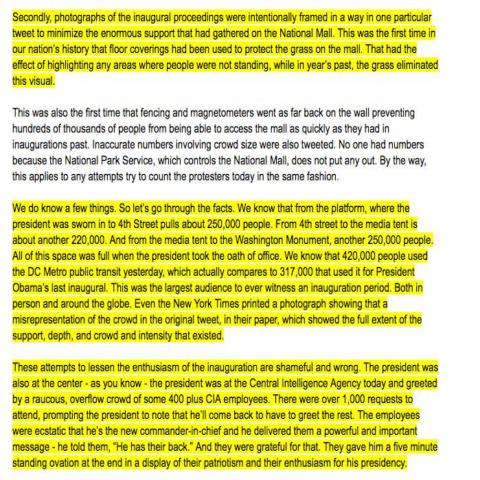 Secondly, photographs of the inaugural proceedings were intentionally framed in a way in one particular
tweet to minimize the enormous support that had gathered on the National Mall. This was the first time in
our nation's history that floor coverings had been used to protect the grass on the mall. That had the
effect of highlighting any areas where people were not standing, while in year's past, the grass eliminated
this visual.
This was also the first time that fencing and magnetometers went as far back on the wall preventing
hundreds of thousands of people from being able to access the mall as quickly as they had in
inaugurations past. Inaccurate numbers involving crowd size were also tweeted. No one had numbers
because the National Park Service, which controls the National Mall, does not put any out. By the way,
this applies to any attempts try to count the protesters today in the same fashion.
We do know a few things. So let's go through the facts. We know that from the platform, where the
president was sworn in to 4th Street pulls about 250,000 people. From 4th street to the media tent is
about another 220,000. And from the media tent to the Washington Monument, another 250,000 people.
All of this space was full when the president took the oath of office. We know that 420,000 people used
the DC Metro public transit yesterday, which actually compares to 317,000 that used it for President
Obama's last inaugural. This was the largest audience to ever witness an inauguration period. Both in
person and around the globe. Even the New York Times printed a photograph showing that a
misrepresentation of the crowd in the original tweet, in their paper, which showed the full extent of the
support, depth, and crowd and intensity that existed.
These attempts to lessen the enthusiasm of the inauguration are shameful and wrong. The president was
also at the center - as you know - the president was at the Central Intelligence Agency today and greeted
by a raucous, overflow crowd of some 400 plus CIA employees. There were over 1,000 requests to
attend, prompting the president to note that he'll come back to have to greet the rest. The employees
were ecstatic that he's the new commander-in-chief and he delivered them a powerful and important
message - he told them, "He has their back." And they were grateful for that. They gave him a five minute
standing ovation at the end in a display of their patriotism and their enthusiasm for his presidency.